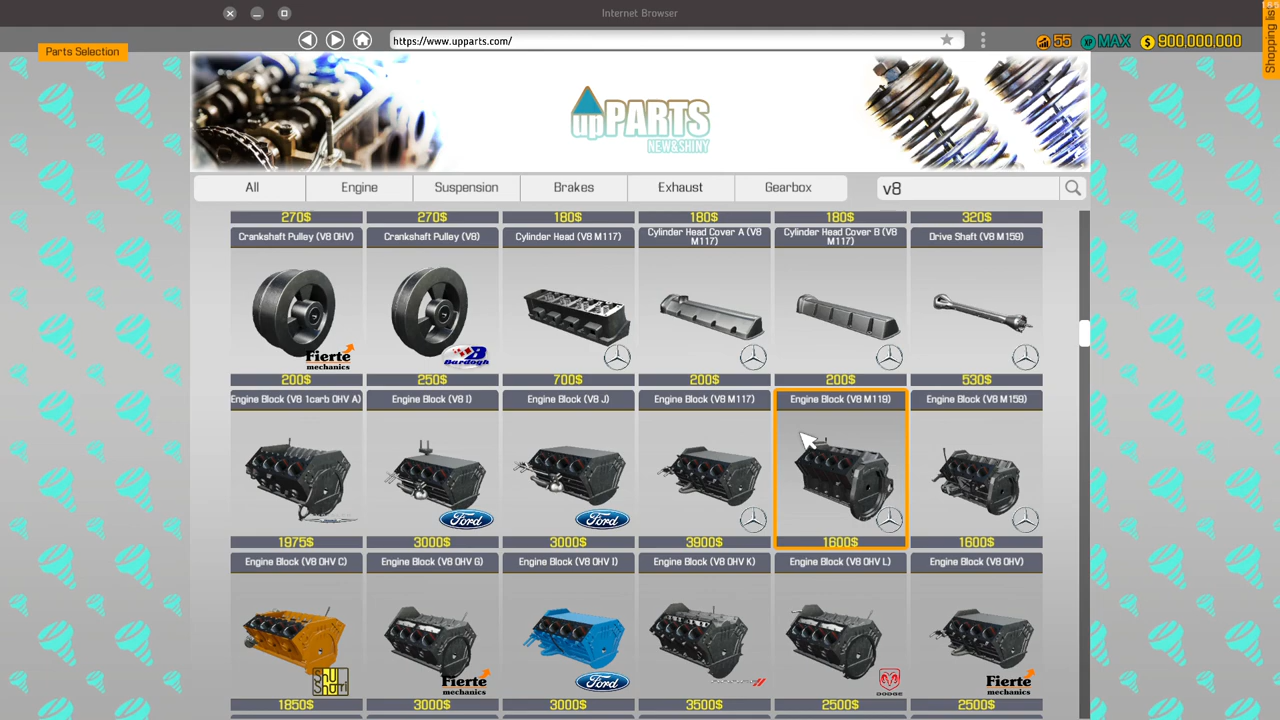 Internet Browser
https://www.upparts.com/
55
XP MAX
$ 900,000,000
Shopping list
Parts Selection
upPARTS
NEW&SHINY
All
Engine
Suspension
Brakes
Exhaust
Gearbox
v8
270$
270$
180$
180$
180$
320$
Crankshaft Pulley (V8 OHV)
Crankshaft Pulley (V8)
Cylinder Head (V8 M117)
Cylinder Head Cover A (V8
M117)
Cylinder Head Cover B (V8
M117)
Drive Shaft (V8 M159)
Fierte
mechanics
Bardogh
200$
250$
700$
200$
200$
530$
Engine Block (V8 1carb OHV A)
Engine Block (V8 I)
Engine Block (V8 J)
Engine Block (V8 M117)
Engine Block (V8 M119)
Engine Block (V8 M159)
Ford
Ford
1975$
3000$
3000$
3900$
1600$
1600$
Engine Block (V8 OHV C)
Engine Block (V8 OHV G)
Engine Block (V8 OHV I)
Engine Block (V8 OHV K)
Engine Block (V8 OHV L)
Engine Block (V8 OHV)
Fierte
mechanics
Ford
DODGE
Fierte
mechanics
1850$
3000$
3000$
3500$
2500$
2500$